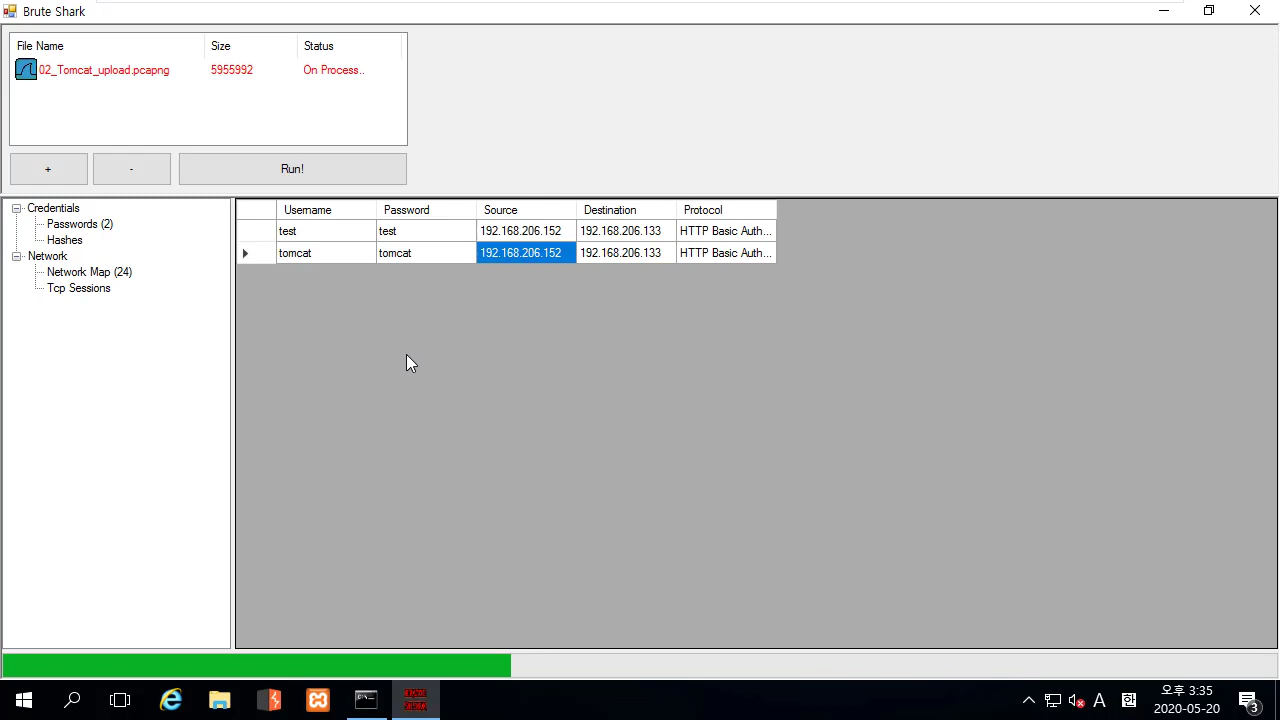 Brute Shark
File Name Size Status
02_Tomcat_upload.pcapng 5955992 On Process..
+ - Run!
Credentials
Passwords (2)
Hashes
Network
Network Map (24)
Tcp Sessions
Username Password Source Destination Protocol
test test 192.168.206.152 192.168.206.133 HTTP Basic Auth...
tomcat tomcat 192.168.206.152 192.168.206.133 HTTP Basic Auth...
A
오후 3:35
2020-05-20
3